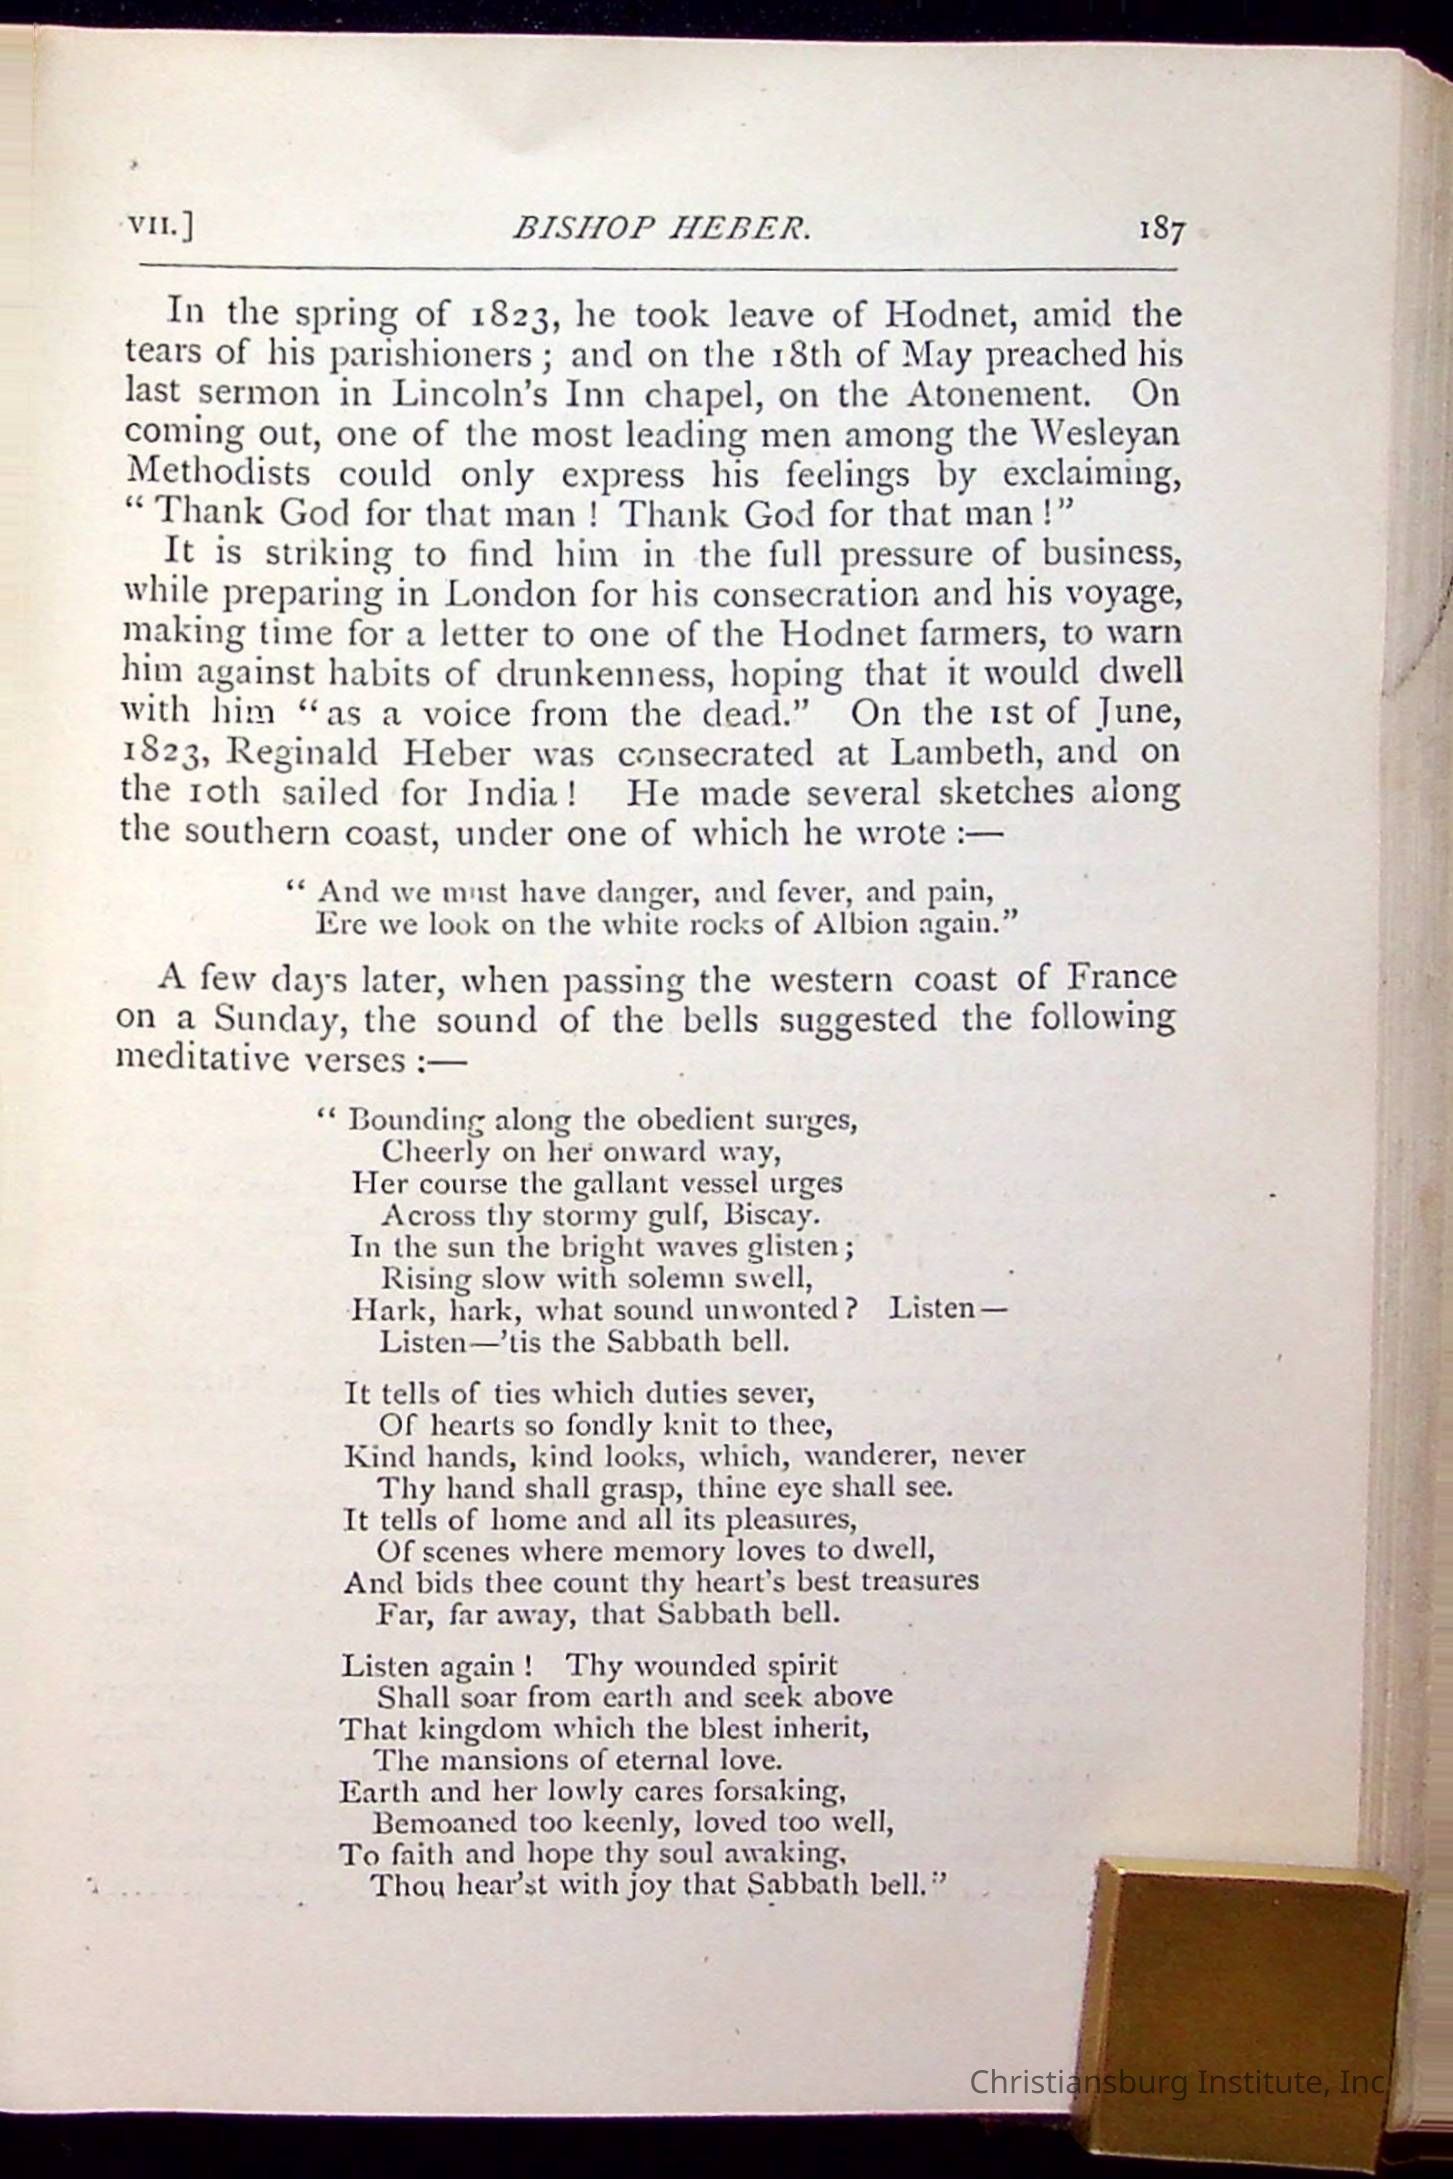 VII.] BISHOP HEBER. 187
In the spring of 1823, he took leave of Hodnet, amid the
tears of his parishioners ; and on the 18th of May preached his
last sermon in Lincoln's Inn chapel, on the Atonement. On
coming out, one of the most leading men among the Wesleyan
Methodists could only express his feelings by exclaiming,
“ Thank God for that man ! Thank God for that man !”
It is striking to find him in the full pressure of business,
while preparing in London for his consecration and his voyage,
making time for a letter to one of the Hodnet farmers, to warn
him against habits of drunkenness, hoping that it would dwell
with him “ as a voice from the dead.” On the 1st of June,
1823, Reginald Heber was consecrated at Lambeth, and on
the 10th sailed for India ! He made several sketches along
the southern coast, under one of which he wrote :—
“ And we must have danger, and fever, and pain,
Ere we look on the white rocks of Albion again.”
A few days later, when passing the western coast of France
on a Sunday, the sound of the bells suggested the following
meditative verses :—
“ Bounding along the obedient surges,
Cheerly on her onward way,
Her course the gallant vessel urges
Across thy stormy gulf, Biscay.
In the sun the bright waves glisten ;
Rising slow with solemn swell,
Hark, hark, what sound unwonted ? Listen—
Listen—'tis the Sabbath bell.
It tells of ties which duties sever,
Of hearts so fondly knit to thee,
Kind hands, kind looks, which, wanderer, never
Thy hand shall grasp, thine eye shall see.
It tells of home and all its pleasures,
Of scenes where memory loves to dwell,
And bids thee count thy heart's best treasures
Far, far away, that Sabbath bell.
Listen again ! Thy wounded spirit
Shall soar from earth and seek above
That kingdom which the blest inherit,
The mansions of eternal love.
Earth and her lowly cares forsaking,
Bemoaned too keenly, loved too well,
To faith and hope thy soul awaking,
Thou hear'st with joy that Sabbath bell.”
Christiansburg Institute, Inc.